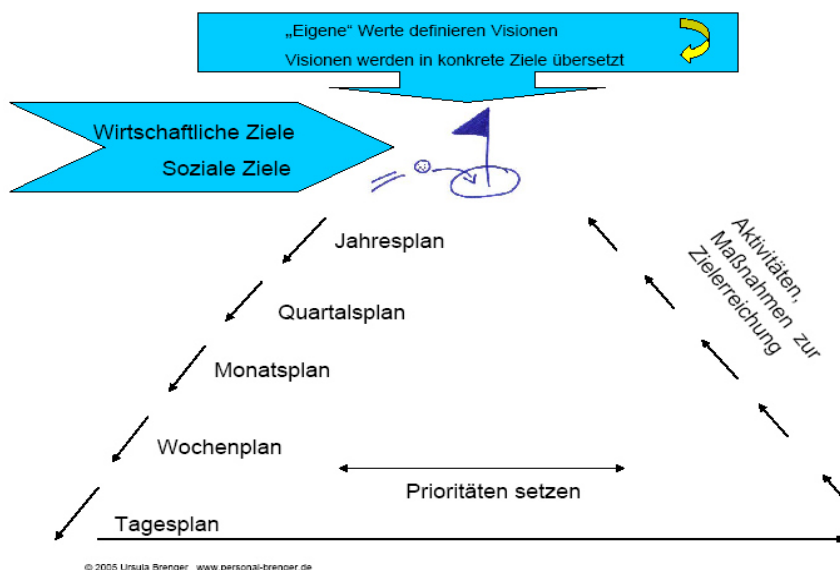 „Eigene“ Werte definieren Visionen
Visionen werden in konkrete Ziele übersetzt
Wirtschaftliche Ziele
Soziale Ziele
Jahresplan
Quartalsplan
Monatsplan
Wochenplan
Tagesplan
Prioritäten setzen
Aktivitäten,
Maßnahmen zur
Zielerreichung
© 2005 Ursula Brenger www.personal-brenger.de